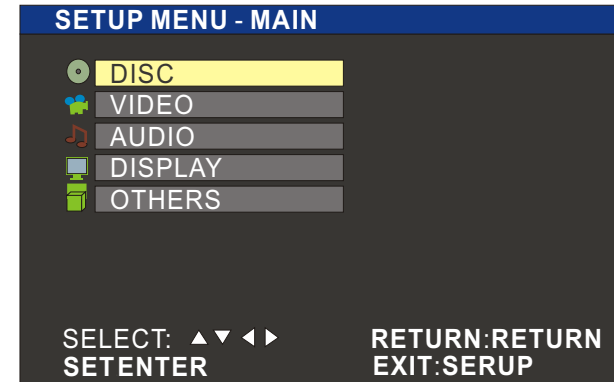 SETUP MENU - MAIN
DISC
VIDEO
AUDIO
DISPLAY
OTHERS
SELECT: ▲▼◀▶ RETURN:RETURN
SETENTER EXIT:SERUP